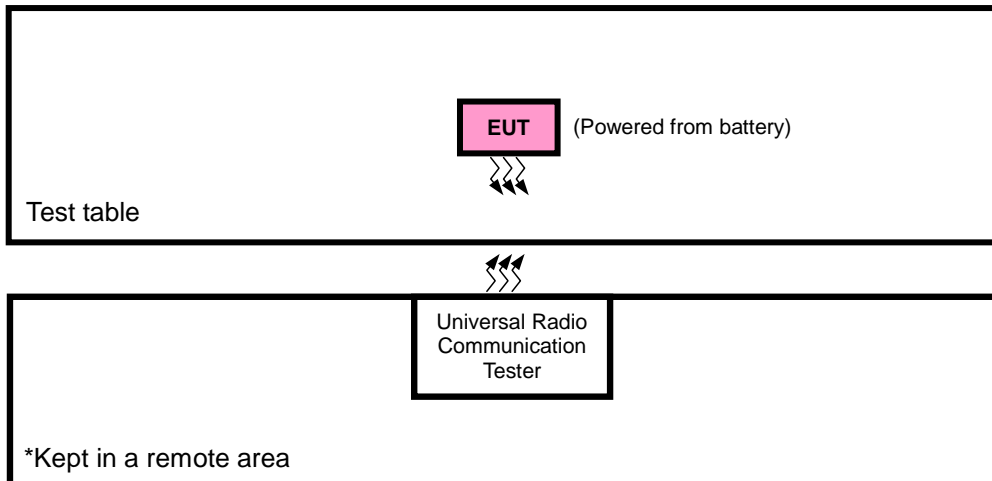 EUT
(Powered from battery)
Test table
Universal Radio
Communication
Tester
*Kept in a remote area